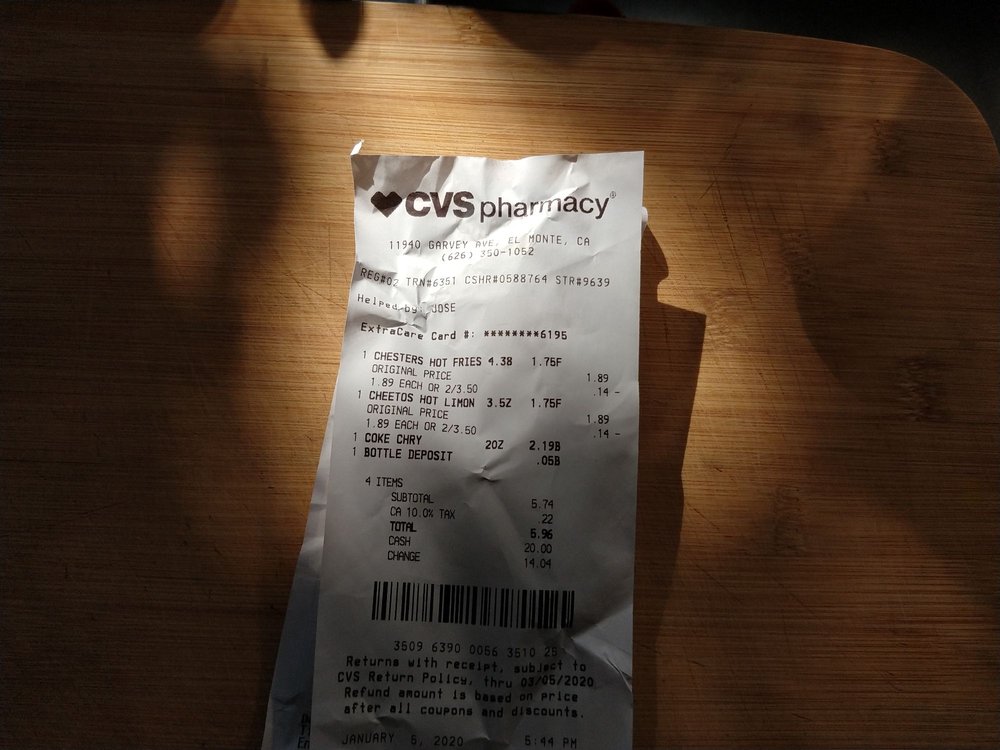 CVS pharmacy®
11940 GARVEY AVE, EL MONTE, CA
(626) 350-1052
REG#02 TRN#6351 CSHR#0588764 STR#9639
Helped by: JOSE
ExtraCare Card #: ********6195
1 CHESTERS HOT FRIES 4.38 1.75F
ORIGINAL PRICE 1.89
1.89 EACH OR 2/3.50 .14 -
1 CHEETOS HOT LIMON 3.5Z 1.75F
ORIGINAL PRICE 1.89
1.89 EACH OR 2/3.50 .14 -
1 COKE CHRY 20Z 2.19B
1 BOTTLE DEPOSIT .05B
4 ITEMS
SUBTOTAL 5.74
CA 10.0% TAX .22
TOTAL 5.96
CASH 20.00
CHANGE 14.04
3509 6390 0056 3510 25
Returns with receipt, subject to
CVS Return Policy, thru 03/05/2020
Refund amount is based on price
after all coupons and discounts.
JANUARY 5, 2020 5:44 PM